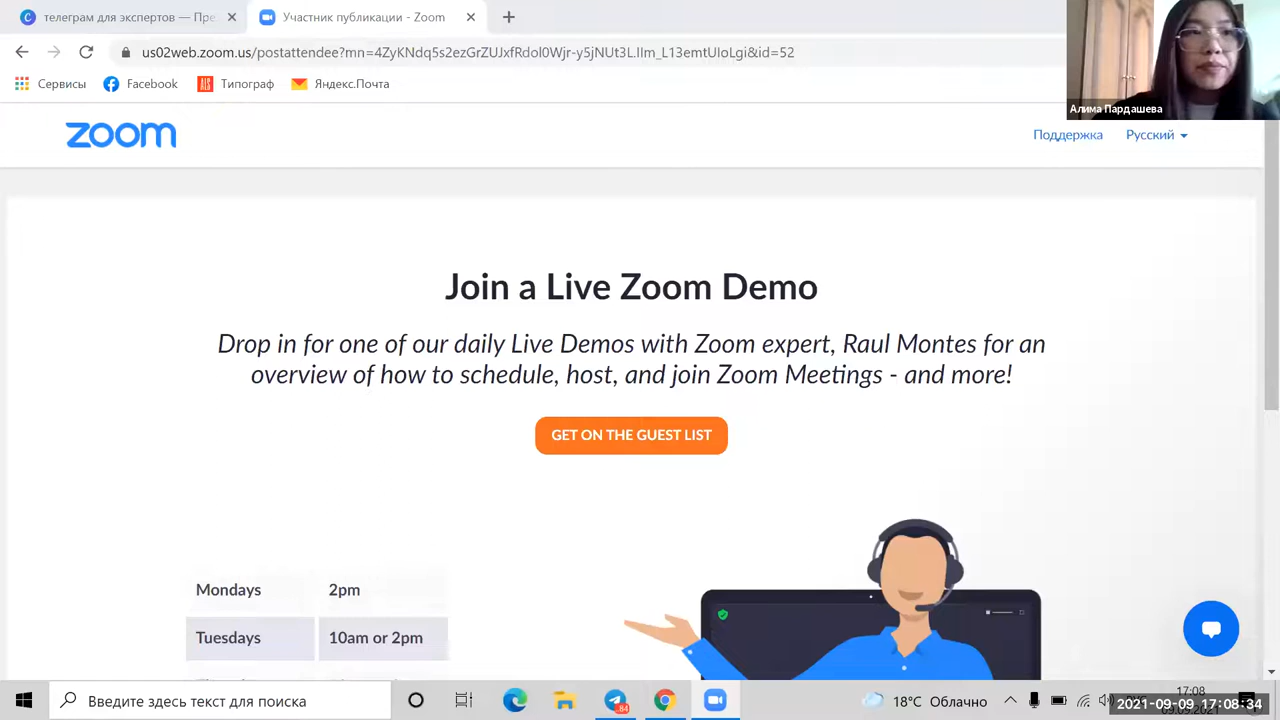 телеграм для экспертов — Пре
Участник публикации - Zoom
us02web.zoom.us/postattendee?mn=4ZyKNdq5s2ezGrZUJxfRdol0Wjr-y5jNUt3L.IIm_L13emtUIoLgi&id=52
Сервисы
Facebook
Типограф
Яндекс.Почта
Алима Пардашева
zoom
Поддержка
Русский
Join a Live Zoom Demo
Drop in for one of our daily Live Demos with Zoom expert, Raul Montes for an
overview of how to schedule, host, and join Zoom Meetings - and more!
GET ON THE GUEST LIST
Mondays 2pm
Tuesdays 10am or 2pm
Введите здесь текст для поиска
84
18°C Облачно
17:08
2021-09-09 17:08:34